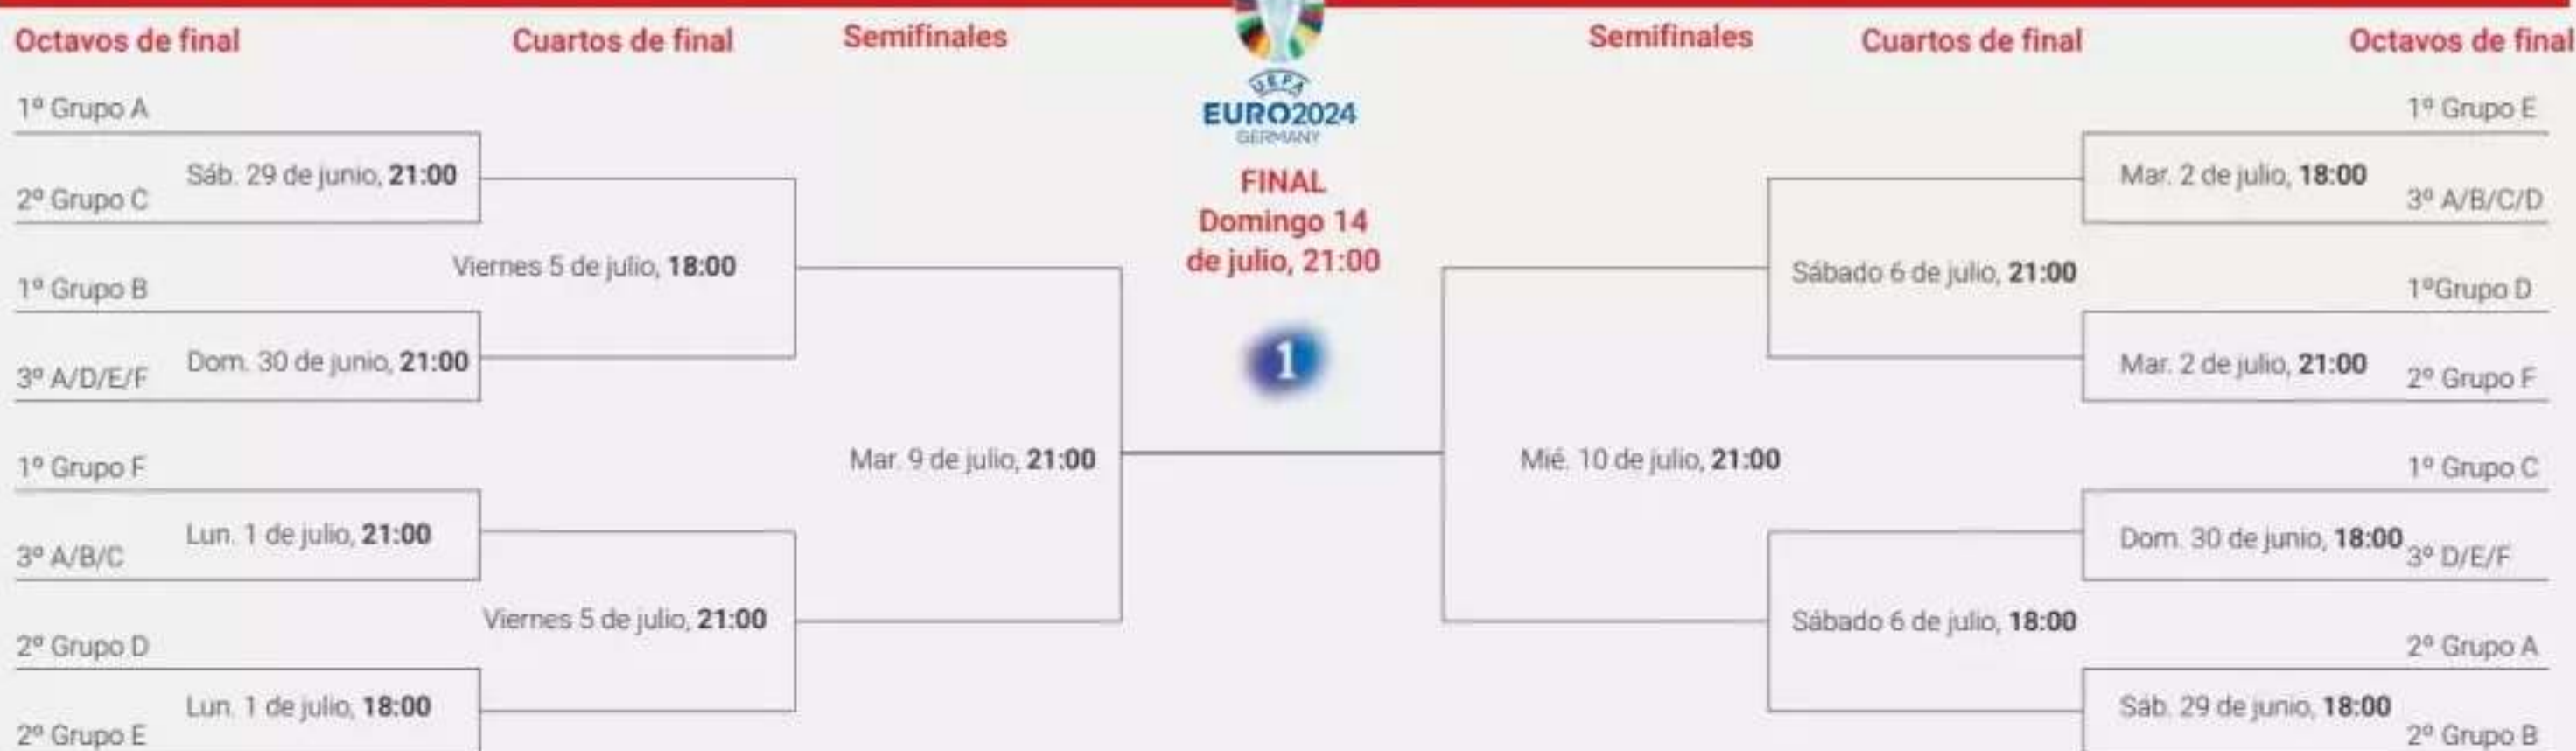 Octavos de final
Cuartos de final
Semifinales
Semifinales
Cuartos de final
Octavos de final
UEFA
EURO2024
GERMANY
FINAL
Domingo 14
de julio, 21:00
1
1º Grupo A
Sáb. 29 de junio, 21:00
2º Grupo C
Viernes 5 de julio, 18:00
1º Grupo B
Dom. 30 de junio, 21:00
3º A/D/E/F
Mar. 9 de julio, 21:00
1º Grupo F
Lun. 1 de julio, 21:00
3º A/B/C
Viernes 5 de julio, 21:00
2º Grupo D
Lun. 1 de julio, 18:00
2º Grupo E
1º Grupo E
Mar. 2 de julio, 18:00
3º A/B/C/D
Sábado 6 de julio, 21:00
1ºGrupo D
Mar. 2 de julio, 21:00
2º Grupo F
Mié. 10 de julio, 21:00
1º Grupo C
Dom. 30 de junio, 18:00
3º D/E/F
Sábado 6 de julio, 18:00
2º Grupo A
Sáb. 29 de junio, 18:00
2º Grupo B